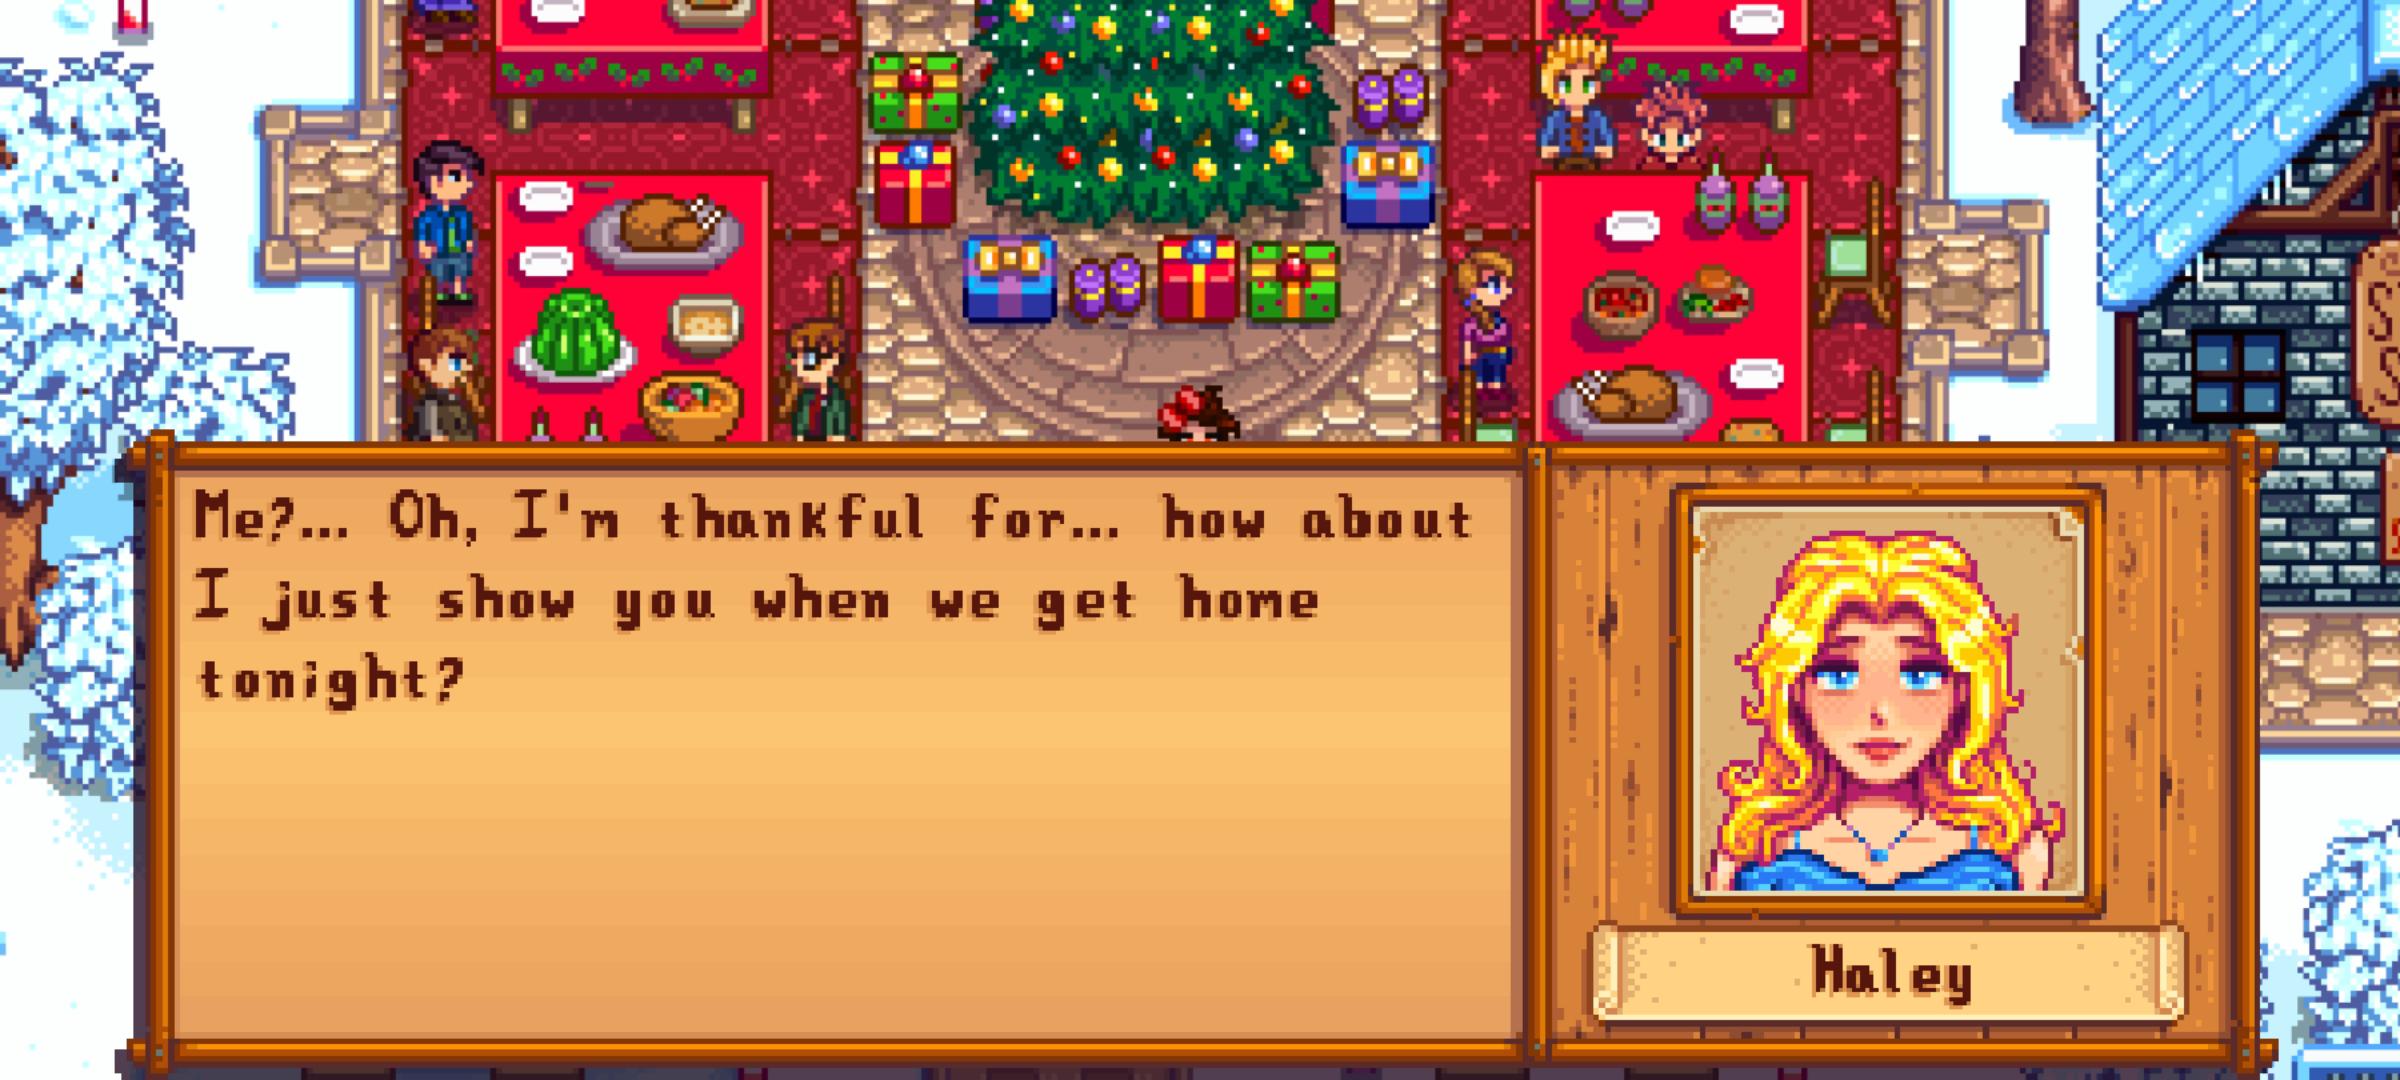 Me?... Oh, I'm thankful for... how about
I just show you when we get home
tonight?
Haley